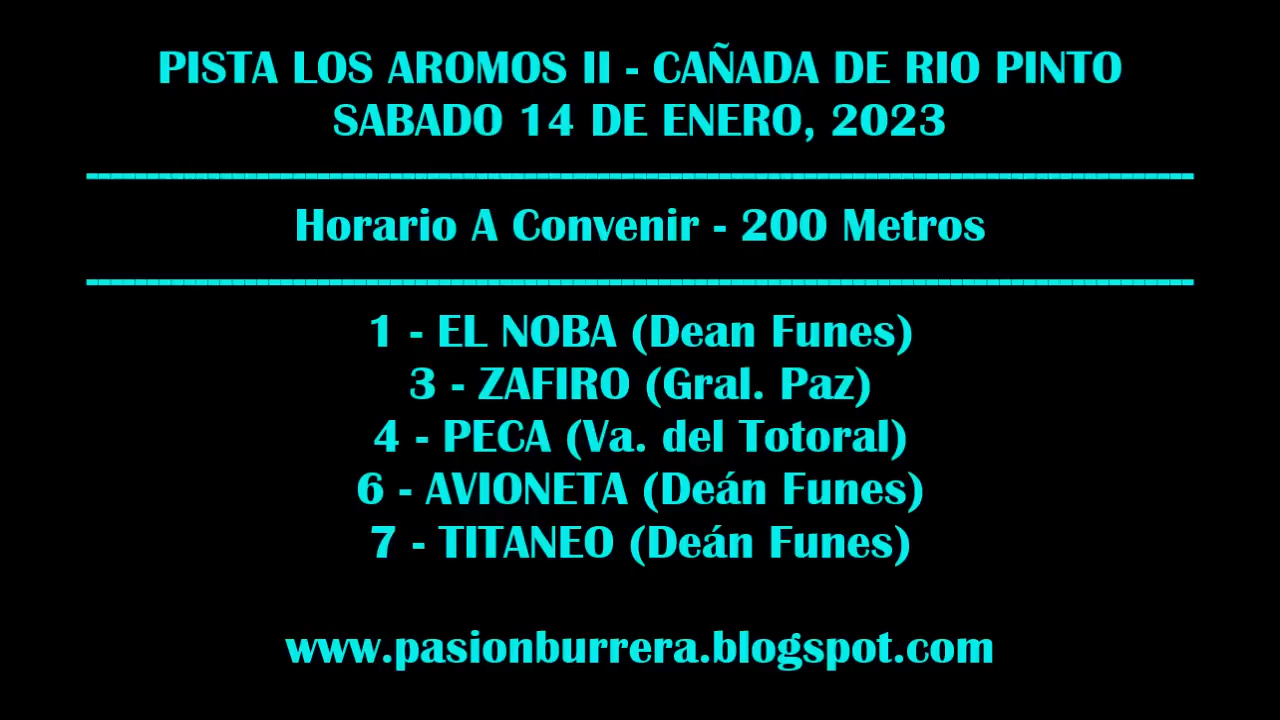 PISTA LOS AROMOS II - CAÑADA DE RIO PINTO
SABADO 14 DE ENERO, 2023
Horario A Convenir - 200 Metros
1 - EL NOBA (Dean Funes)
3 - ZAFIRO (Gral. Paz)
4 - PECA (Va. del Totoral)
6 - AVIONETA (Deán Funes)
7 - TITANEO (Deán Funes)
www.pasionburrera.blogspot.com